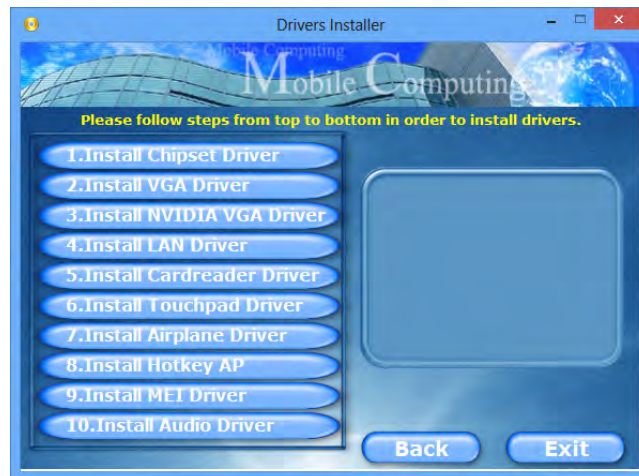 Drivers Installer
Mobile Computing
Mobile Computing
Please follow steps from top to bottom in order to install drivers.
1.Install Chipset Driver
2.Install VGA Driver
3.Install NVIDIA VGA Driver
4.Install LAN Driver
5.Install Cardreader Driver
6.Install Touchpad Driver
7.Install Airplane Driver
8.Install Hotkey AP
9.Install MEI Driver
10.Install Audio Driver
Back
Exit